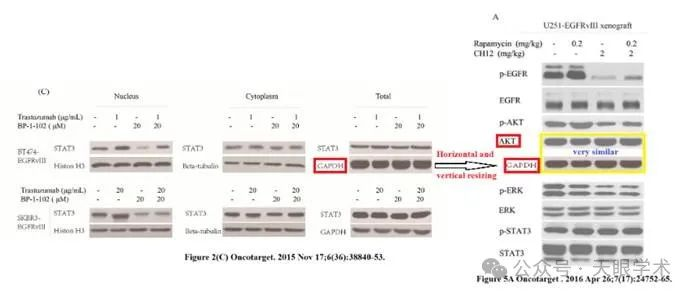 (C)
Nucleus
Cytoplasm
Total
Trastuzumab (µg/mL) - 1 - 1
BP-1-102 (µM) - - 20 20
- 1 - 1
- - 20 20
- 1 - 1
- - 20 20
BT474-EGFRvIII
STAT3
Histon H3
STAT3
Beta-tubulin
STAT3
GAPDH
Trastuzumab (µg/mL) - 20 - 20
BP-1-102 (µM) - - 20 20
- 20 - 20
- - 20 20
- 20 - 20
- - 20 20
SKBR3-EGFRvIII
STAT3
Histon H3
STAT3
Beta-tubulin
STAT3
GAPDH
Figure 2(C) Oncotarget. 2015 Nov 17;6(36):38840-53.
Horizontal and
vertical resizing
A
U251-EGFRvIII xenograft
Rapamycin (mg/kg) - 0.2 - 0.2
CH12 (mg/kg) - - 2 2
p-EGFR
EGFR
p-AKT
AKT
very similar
GAPDH
p-ERK
ERK
p-STAT3
STAT3
公众号 · 天眼学术
Figure 5A Oncotarget . 2016 Apr 26;7(17):24752-65.